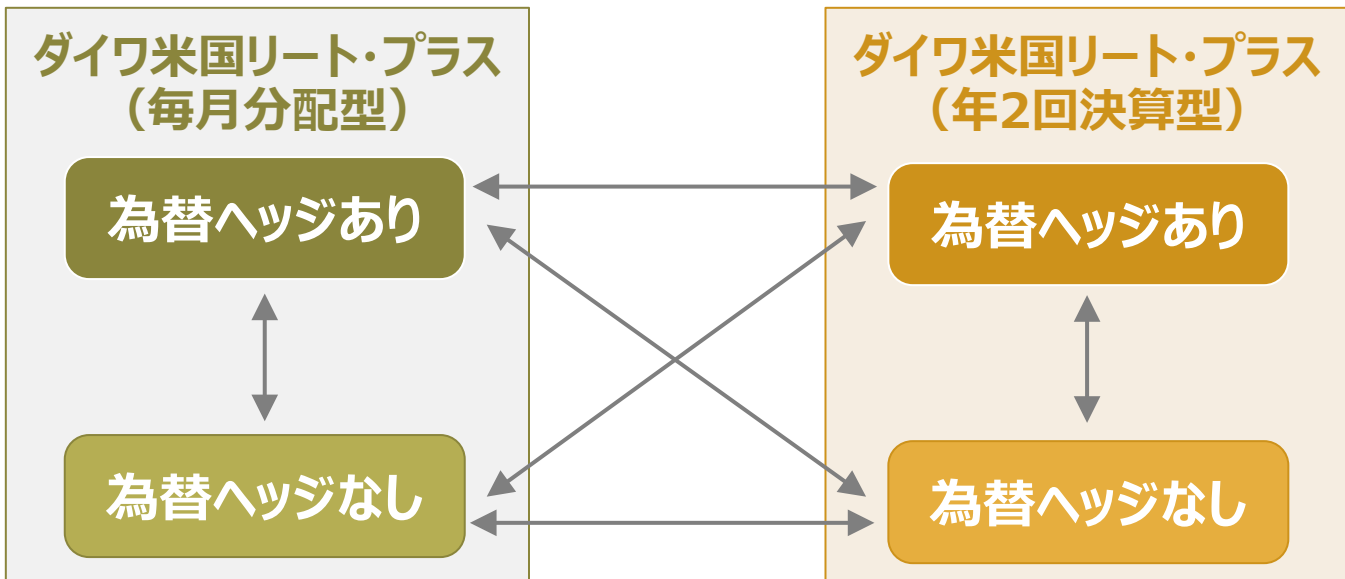 ダイワ米国リート・プラス
（毎月分配型）
為替ヘッジあり
為替ヘッジなし
ダイワ米国リート・プラス
（年2回決算型）
為替ヘッジあり
為替ヘッジなし